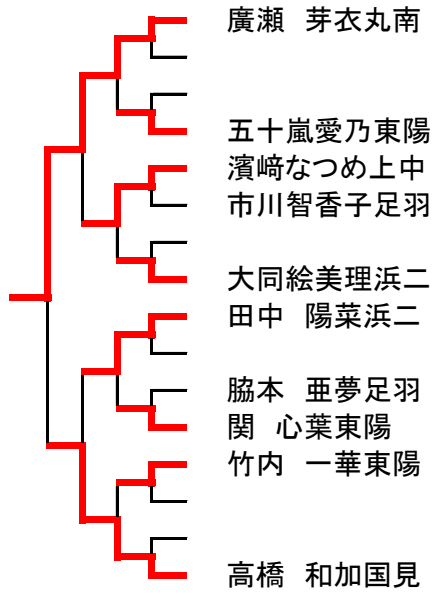 廣瀬 芽衣丸南
五十嵐愛乃東陽
濱﨑なつめ上中
市川智香子足羽
大同絵美理浜二
田中 陽菜浜二
脇本 亜夢足羽
関 心葉東陽
竹内 一華東陽
高橋 和加国見